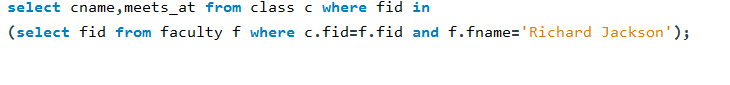 select cname,meets_at from class c where fid in
(select fid from faculty f where c.fid=f.fid and f.fname='Richard Jackson');